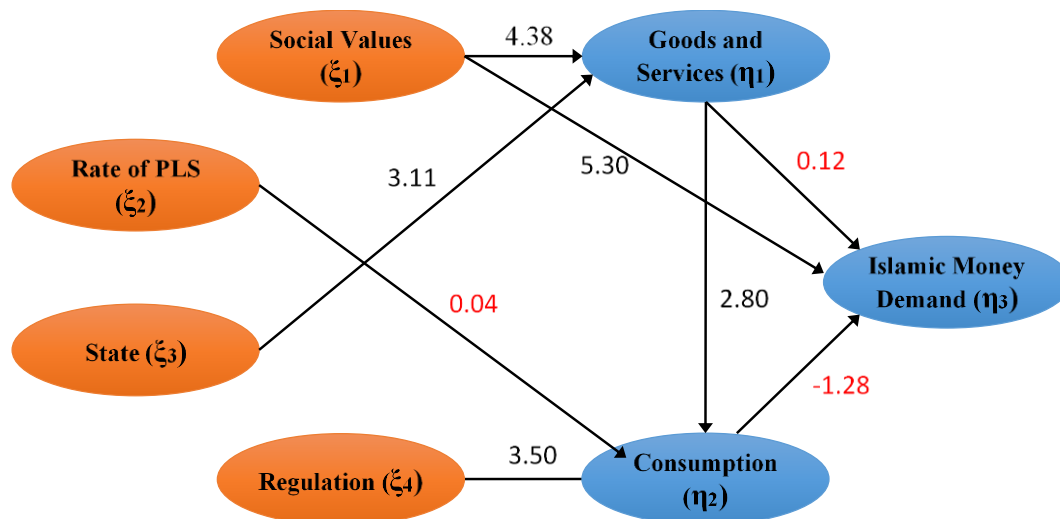 Social Values
(ξ1)
4.38
Goods and
Services (η1)
Rate of PLS
(ξ2)
3.11
5.30
0.12
Islamic Money
Demand (η3)
0.04
2.80
State (ξ3)
-1.28
Regulation (ξ4)
3.50
Consumption
(η2)